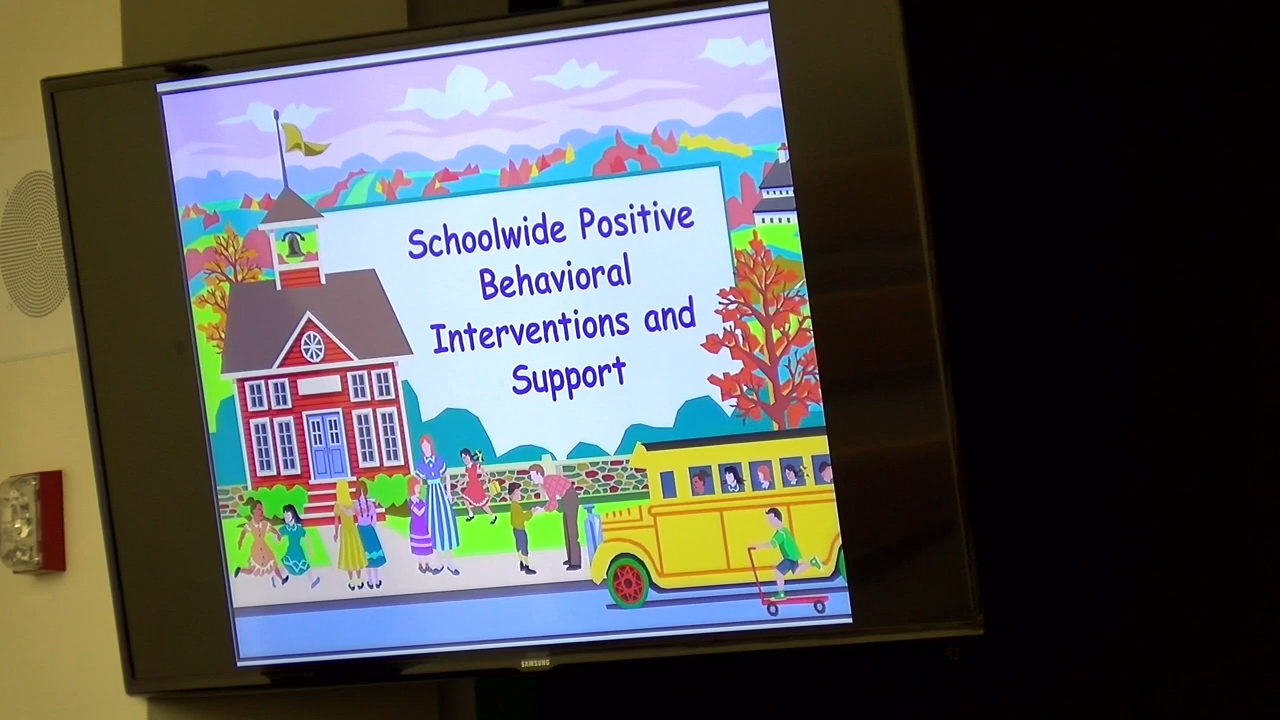 Schoolwide Positive
Behavioral
Interventions and
Support
SAMSUNG